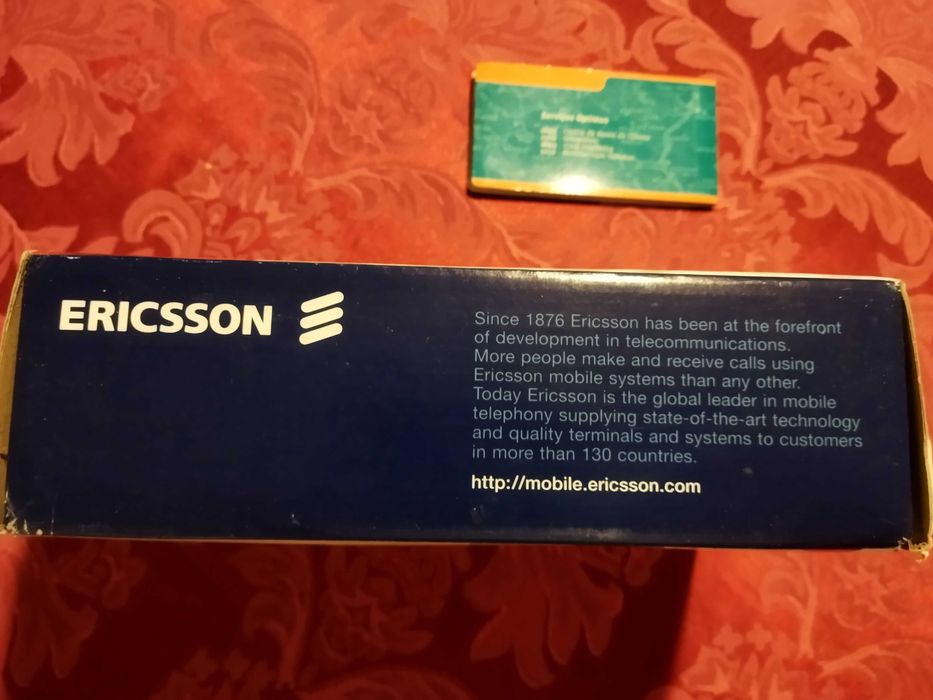 Serviços Optimus
ERICSSON
Since 1876 Ericsson has been at the forefront
of development in telecommunications.
More people make and receive calls using
Ericsson mobile systems than any other.
Today Ericsson is the global leader in mobile
telephony supplying state-of-the-art technology
and quality terminals and systems to customers
in more than 130 countries.
http://mobile.ericsson.com